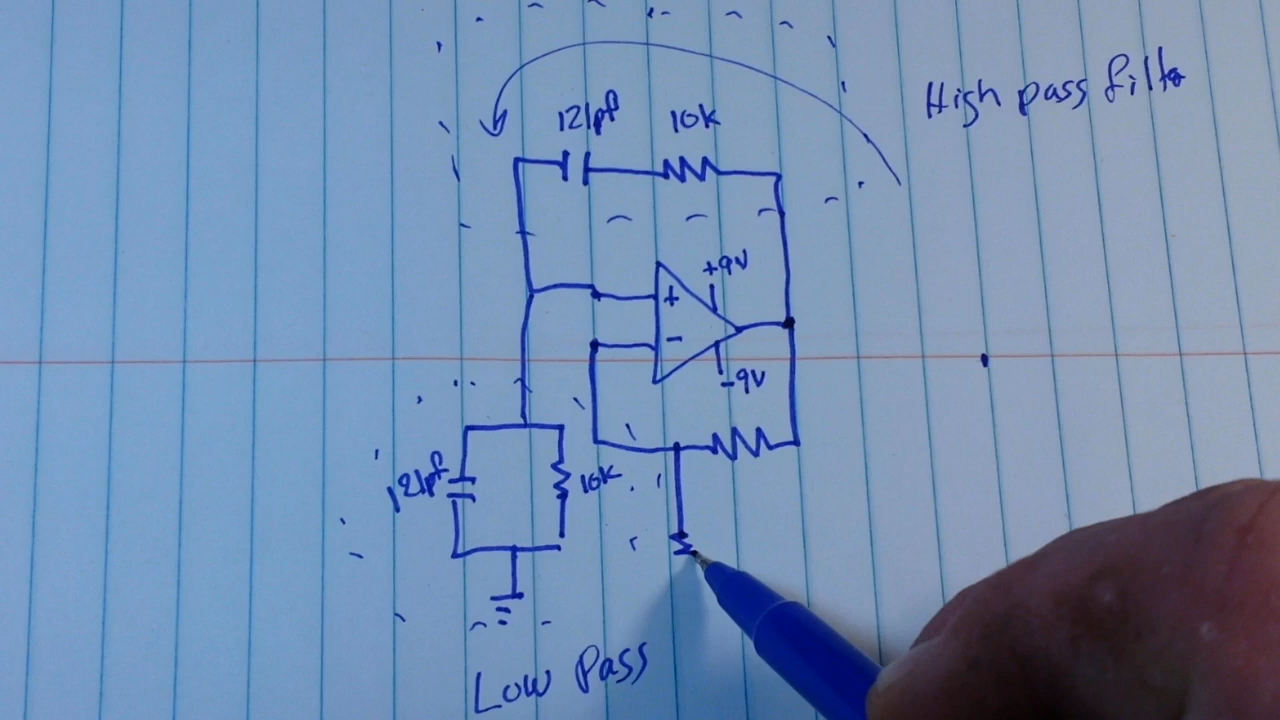 High pass filte
121pf 10k
+9V
+
-
-9V
121pf 10k
Low Pass